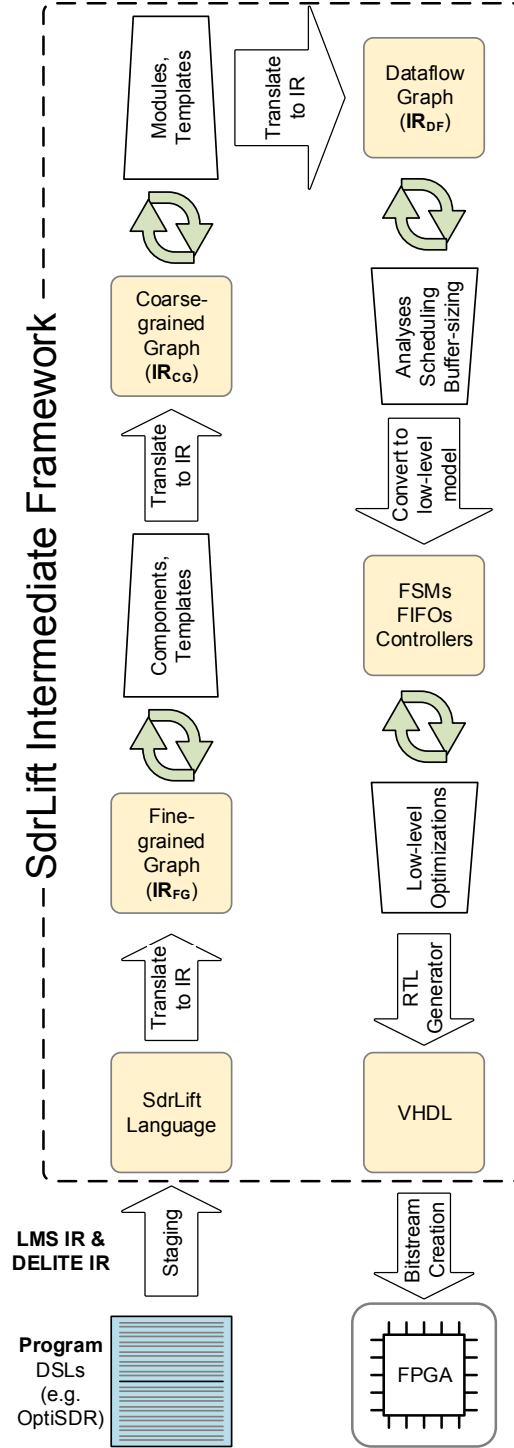 SdrLift Intermediate Framework
Modules,
Templates
Translate
to IR
Dataflow
Graph
(IRDF)
Coarse-
grained
Graph
(IRCG)
Analyses
Scheduling
Buffer-sizing
Translate
to IR
Convert to
low-level
model
Components,
Templates
FSMs
FIFOs
Controllers
Fine-
grained
Graph
(IRFG)
Low-level
Optimizations
Translate
to IR
RTL
Generator
SdrLift
Language
VHDL
LMS IR &
DELITE IR
Staging
Bitstream
Creation
Program
DSLs
(e.g.
OptiSDR)
FPGA